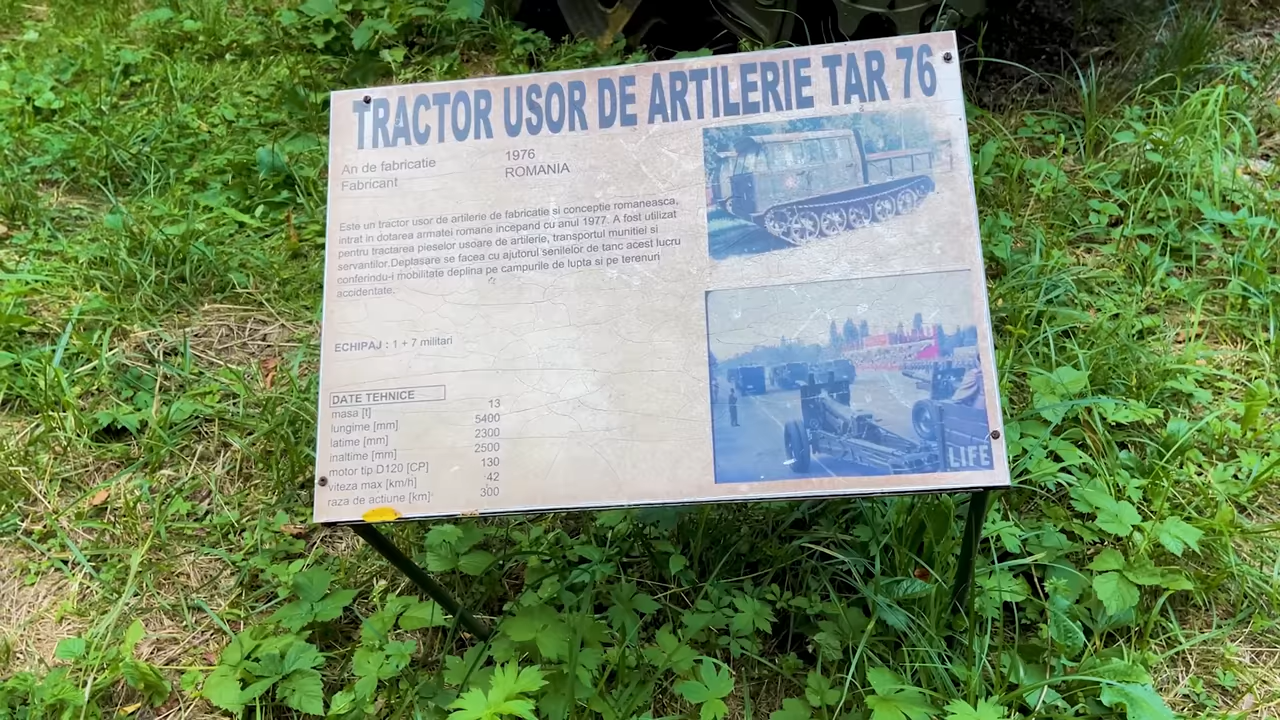 TRACTOR USOR DE ARTILERIE TAR 76
An de fabricatie 1976
Fabricant ROMANIA
Este un tractor usor de artilerie de fabricatie si conceptie romaneasca,
intrat in dotarea armatei romane incepand cu anul 1977. A fost utilizat
pentru tractarea pieselor usoare de artilerie, transportul munitiei si
servantilor.Deplasare se facea cu ajutorul senilelor de tanc acest lucru
conferindu-i mobilitate deplina pe campurile de lupta si pe terenuri
accidentate.
ECHIPAJ : 1 + 7 militari
DATE TEHNICE
masa [t] 13
lungime [mm] 5400
latime [mm] 2300
inaltime [mm] 2500
motor tip D120 [CP] 130
viteza max [km/h] 42
raza de actiune [km] 300
LIFE